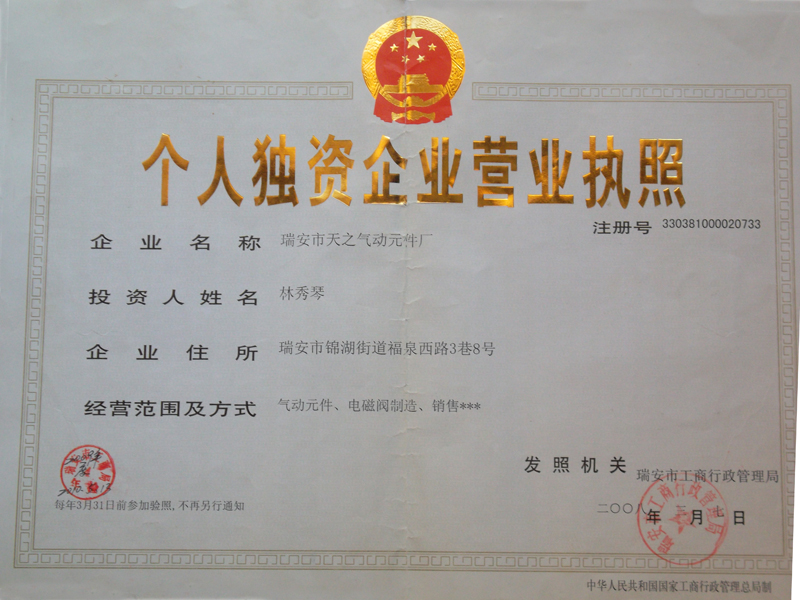 个人独资企业营业执照
注册号 330381000020733
企业名称 瑞安市天之气动元件厂
投资人姓名 林秀琴
企业住所 瑞安市锦湖街道福泉西路3巷8号
经营范围及方式 气动元件、电磁阀制造、销售***
发照机关 瑞安市工商行政管理局
二〇〇八年三月 日
每年3月31日前参加验照,不再另行通知
中华人民共和国国家工商行政管理总局制